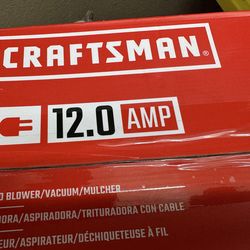 CRAFTSMAN®
12.0 AMP
BLOWER/VACUUM/MULCHER
ASPIRADORA/TRITURADORA CON CABLE
ASPIRATEUR/DÉCHIQUETEUSE À FIL